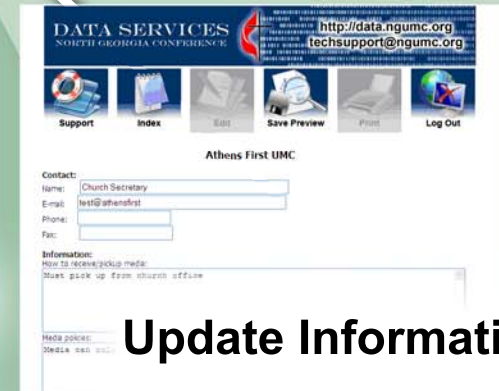 DATA SERVICES
NORTH GEORGIA CONFERENCE
http://data.ngumc.org
techsupport@ngumc.org
Support Index Edit Save Preview Print Log Out
Athens First UMC
Contact:
Name: Church Secretary
E-mail: test@athensfirst
Phone:
Fax:
Information:
How to receive/pickup media:
Must pick up from church office
Media policies:
Media can
Update Informati